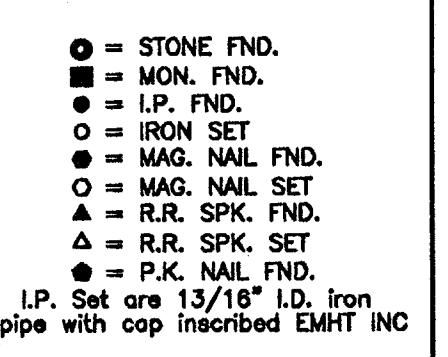 = STONE FND.
= MON. FND.
= I.P. FND.
= IRON SET
= MAG. NAIL FND.
= MAG. NAIL SET
= R.R. SPK. FND.
= R.R. SPK. SET
= P.K. NAIL FND.
I.P. Set are 13/16" I.D. iron
pipe with cap inscribed EMHT INC